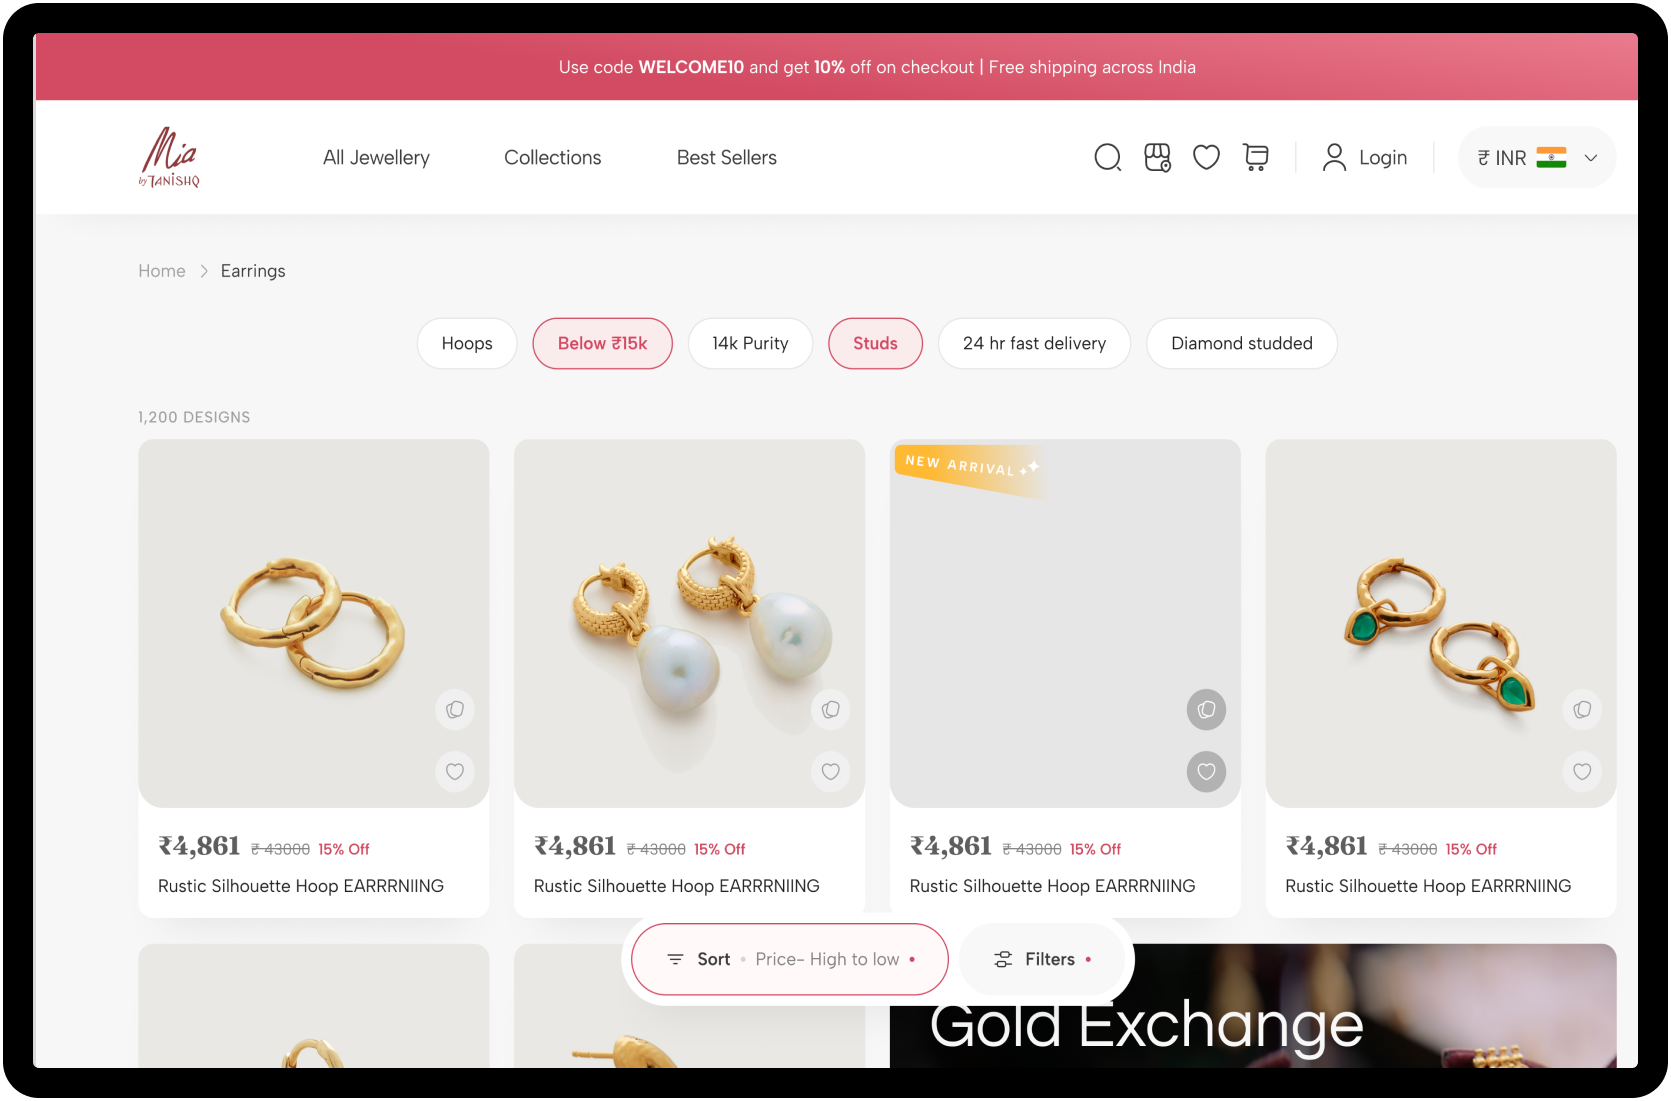 Use code WELCOME10 and get 10% off on checkout | Free shipping across India
Mia
by TANISHQ
All Jewellery
Collections
Best Sellers
Login
₹ INR
Home
Earrings
Hoops
Below ₹15k
14k Purity
Studs
24 hr fast delivery
Diamond studded
1,200 DESIGNS
NEW ARRIVAL
₹4,861 ₹ 43000 15% Off
Rustic Silhouette Hoop EARRRNIING
₹4,861 ₹ 43000 15% Off
Rustic Silhouette Hoop EARRRNIING
₹4,861 ₹ 43000 15% Off
Rustic Silhouette Hoop EARRRNIING
₹4,861 ₹ 43000 15% Off
Rustic Silhouette Hoop EARRRNIING
Sort • Price- High to low •
Filters •
Gold Exchange